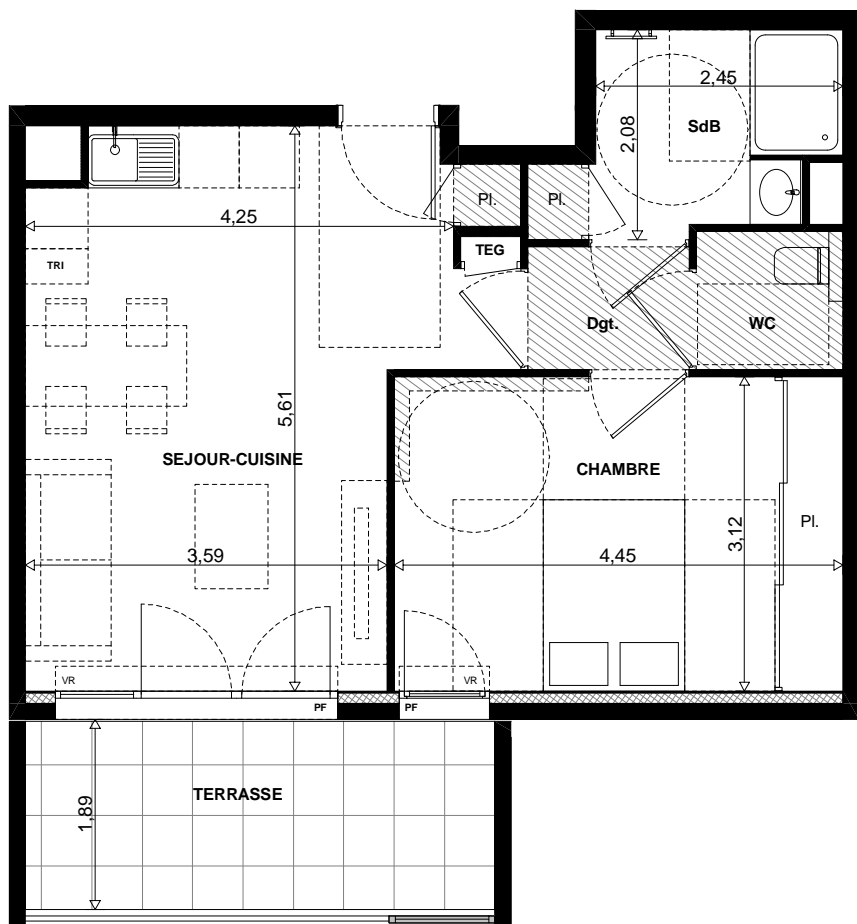 2,45
2,08
SdB
Pl.
Pl.
4,25
TEG
TRI
Dgt.
WC
5,61
SEJOUR-CUISINE
CHAMBRE
3,12
Pl.
3,59
4,45
VR
VR
PF
PF
TERRASSE
1,89